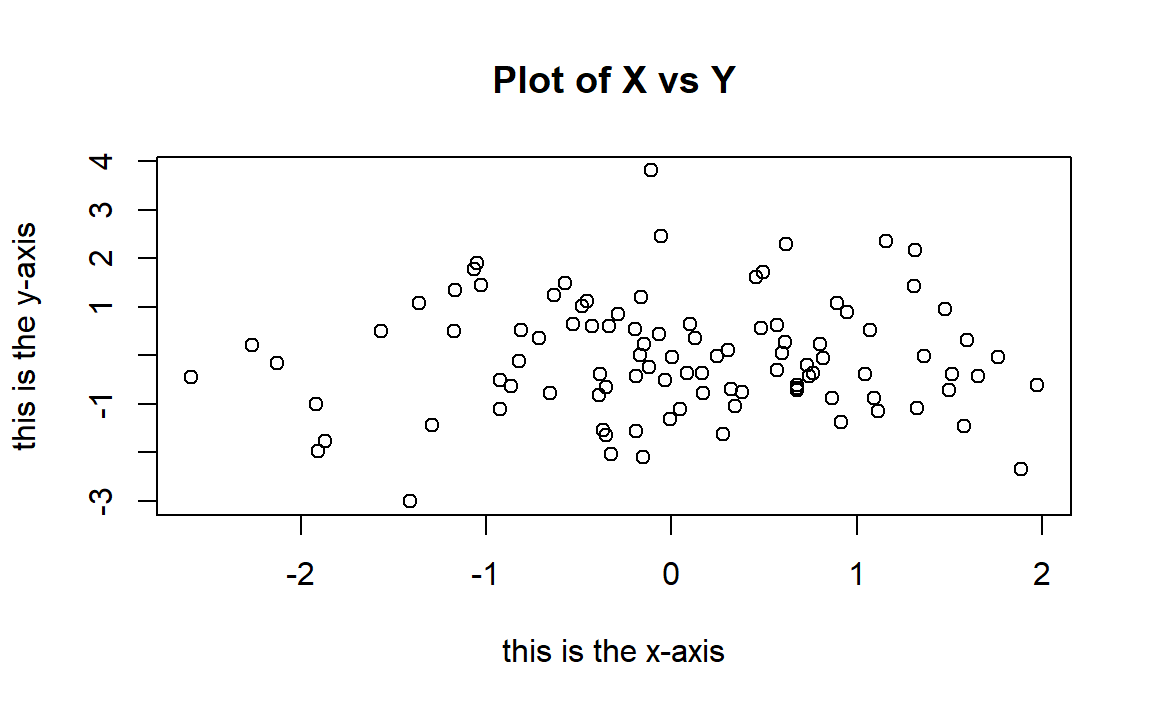 Plot of X vs Y
this is the y-axis
4
3
2
1
-1
-3
-2 -1 0 1 2
this is the x-axis